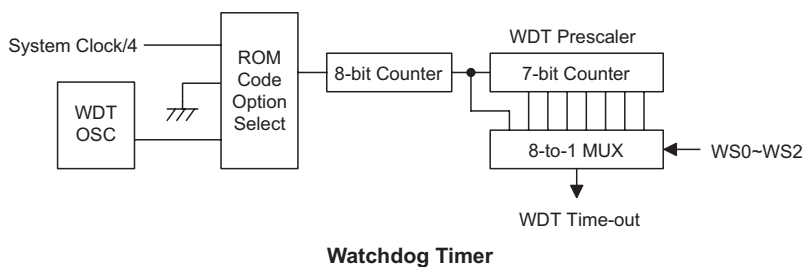 System Clock/4
WDT
OSC
ROM
Code
Option
Select
8-bit Counter
WDT Prescaler
7-bit Counter
8-to-1 MUX
WS0~WS2
WDT Time-out
Watchdog Timer